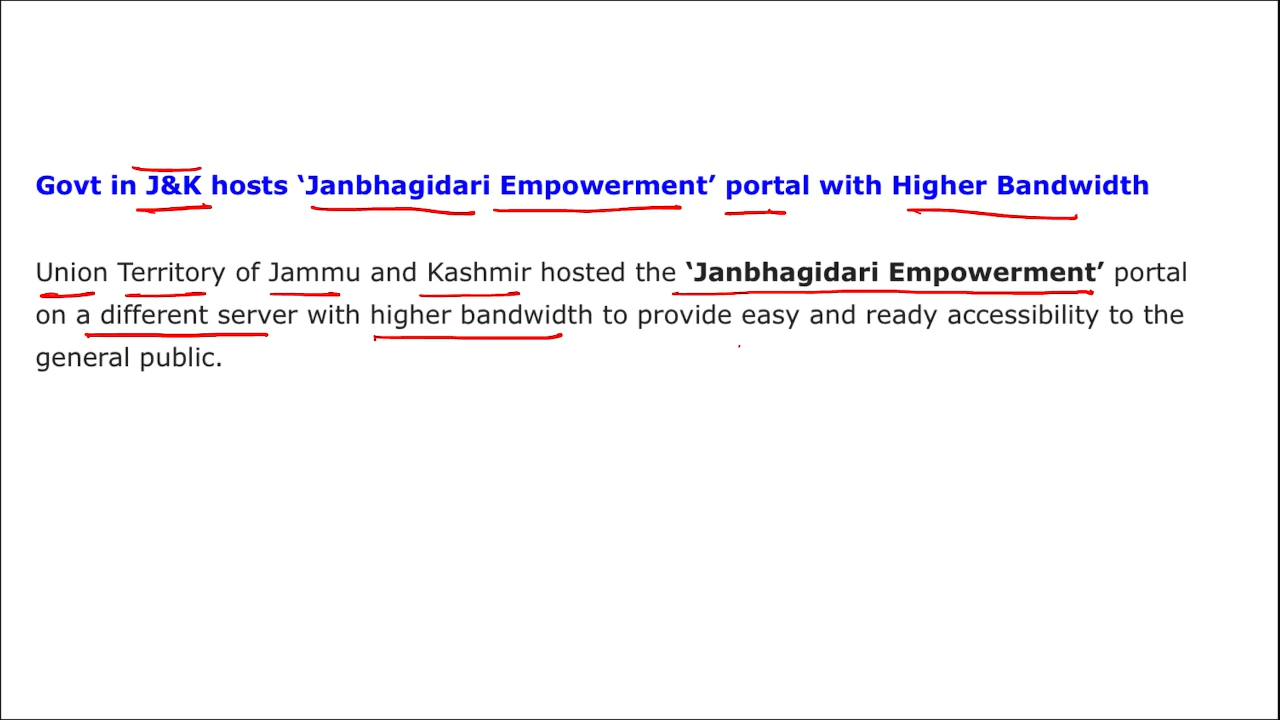 Govt in J&K hosts ‘Janbhagidari Empowerment’ portal with Higher Bandwidth
Union Territory of Jammu and Kashmir hosted the ‘Janbhagidari Empowerment’ portal
on a different server with higher bandwidth to provide easy and ready accessibility to the
general public.